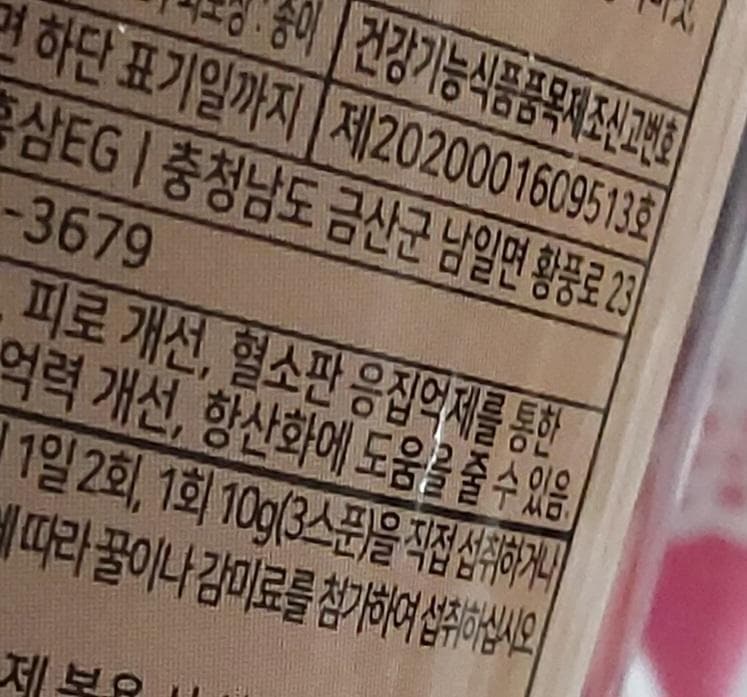 종이
건강기능식품품목제조신고번호
면 하단 표기일까지
제2020001609513호
홍삼EG | 충청남도 금산군 남일면 황풍로 23
-3679
피로 개선, 혈소판 응집억제를 통한
억력 개선, 항산화에 도움을 줄 수 있음.
1일 2회, 1회 10g(3스푼)을 직접 섭취하거나
에 따라 꿀이나 감미료를 첨가하여 섭취하십시오.